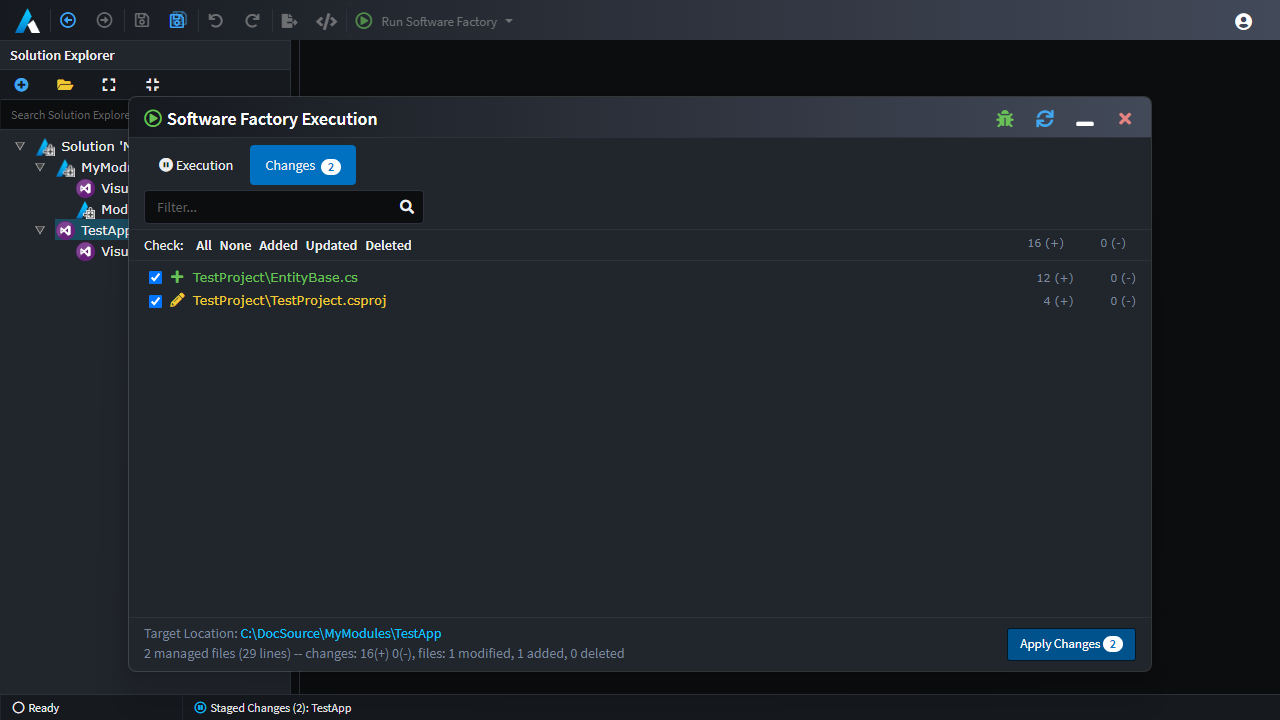 Run Software Factory
Solution Explorer
Search Solution Explore
Solution 'M
MyModu
Visu
Mod
TestApp
Visu
Software Factory Execution
Execution
Changes 2
Filter...
Check: All None Added Updated Deleted 16 (+) 0 (-)
TestProject\EntityBase.cs 12 (+) 0 (-)
TestProject\TestProject.csproj 4 (+) 0 (-)
Target Location: C:\DocSource\MyModules\TestApp
2 managed files (29 lines) -- changes: 16(+) 0(-), files: 1 modified, 1 added, 0 deleted
Apply Changes 2
Ready
Staged Changes (2): TestApp